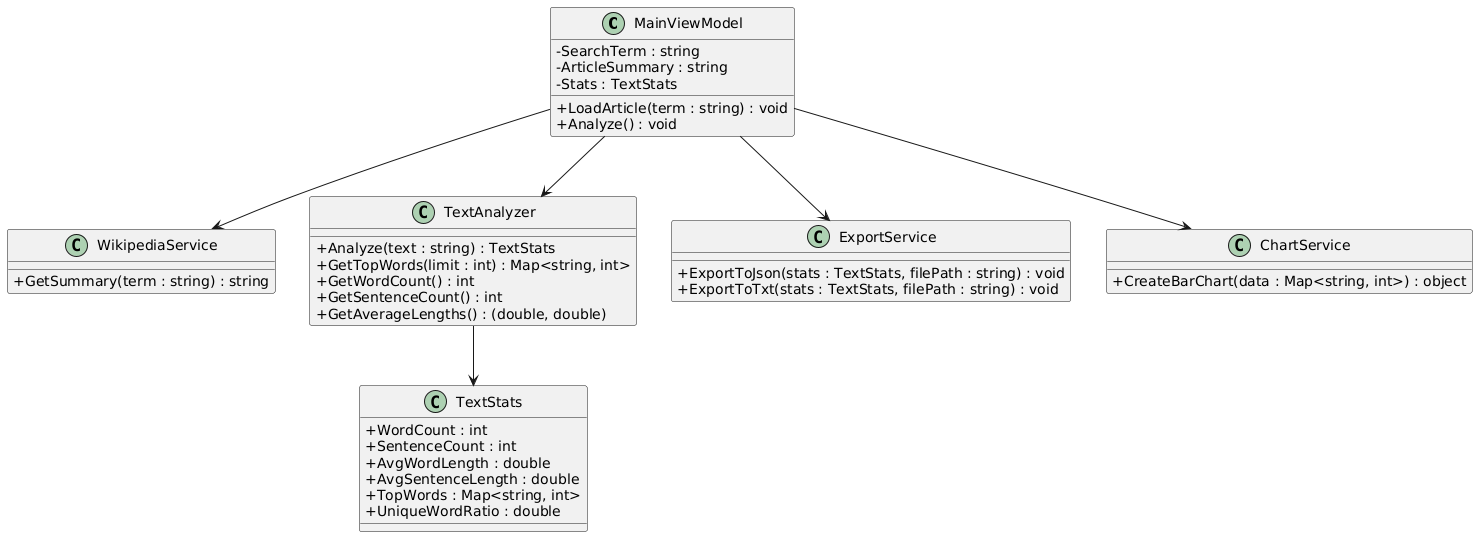 C MainViewModel
-SearchTerm : string
-ArticleSummary : string
-Stats : TextStats
+LoadArticle(term : string) : void
+Analyze() : void
C WikipediaService
+GetSummary(term : string) : string
C TextAnalyzer
+Analyze(text : string) : TextStats
+GetTopWords(limit : int) : Map<string, int>
+GetWordCount() : int
+GetSentenceCount() : int
+GetAverageLengths() : (double, double)
C ExportService
+ExportToJson(stats : TextStats, filePath : string) : void
+ExportToTxt(stats : TextStats, filePath : string) : void
C ChartService
+CreateBarChart(data : Map<string, int>) : object
C TextStats
+WordCount : int
+SentenceCount : int
+AvgWordLength : double
+AvgSentenceLength : double
+TopWords : Map<string, int>
+UniqueWordRatio : double